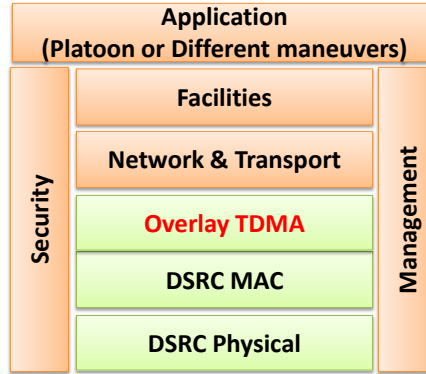 Application
(Platoon or Different maneuvers)
Security
Facilities
Network & Transport
Overlay TDMA
DSRC MAC
DSRC Physical
Management